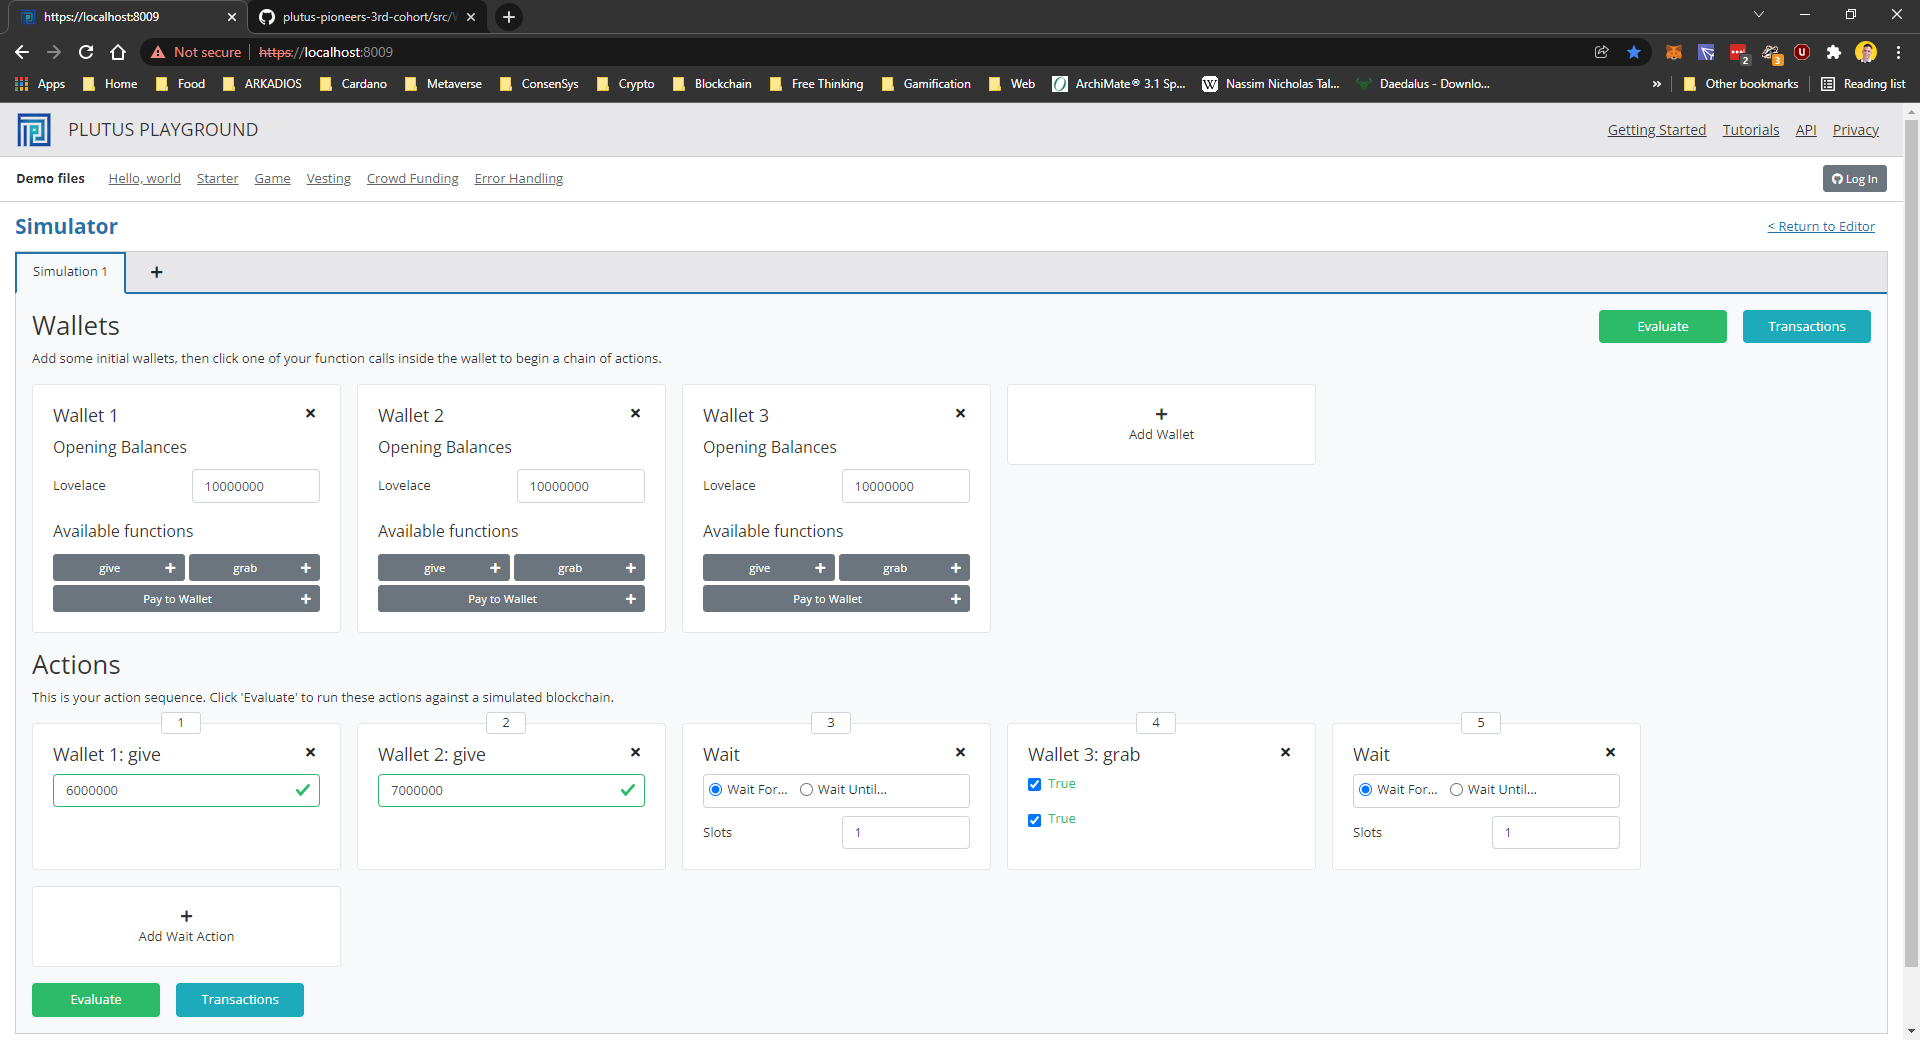 https://localhost:8009
plutus-pioneers-3rd-cohort/src/
Not secure https://localhost:8009
2
3
Apps Home Food ARKADIOS Cardano Metaverse ConsenSys Crypto Blockchain Free Thinking Gamification Web ArchiMate® 3.1 Sp... Nassim Nicholas Tal... Daedalus - Downlo... » Other bookmarks Reading list
PLUTUS PLAYGROUND Getting Started Tutorials API Privacy
Demo files Hello, world Starter Game Vesting Crowd Funding Error Handling Log In
Simulator < Return to Editor
Simulation 1 +
Wallets Evaluate Transactions
Add some initial wallets, then click one of your function calls inside the wallet to begin a chain of actions.
Wallet 1
Opening Balances
Lovelace 10000000
Available functions
give + grab +
Pay to Wallet +
Wallet 2
Opening Balances
Lovelace 10000000
Available functions
give + grab +
Pay to Wallet +
Wallet 3
Opening Balances
Lovelace 10000000
Available functions
give + grab +
Pay to Wallet +
+
Add Wallet
Actions
This is your action sequence. Click 'Evaluate' to run these actions against a simulated blockchain.
1
Wallet 1: give
6000000
2
Wallet 2: give
7000000
3
Wait
Wait For... Wait Until...
Slots 1
4
Wallet 3: grab
True
True
5
Wait
Wait For... Wait Until...
Slots 1
+
Add Wait Action
Evaluate Transactions